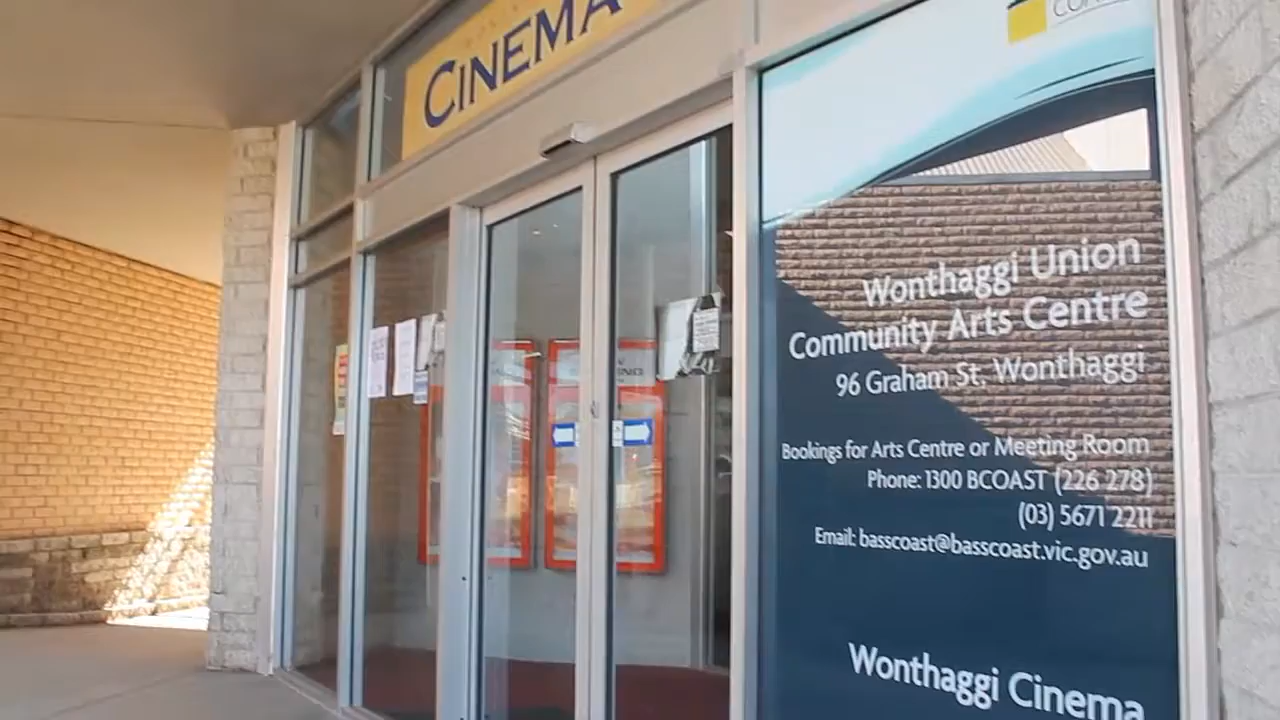 CINEMA
Wonthaggi Union
Community Arts Centre
96 Graham St, Wonthaggi
Bookings for Arts Centre or Meeting Room
Phone: 1300 BCOAST (226 278)
(03) 5671 2211
Email: basscoast@basscoast.vic.gov.au
Wonthaggi Cinema